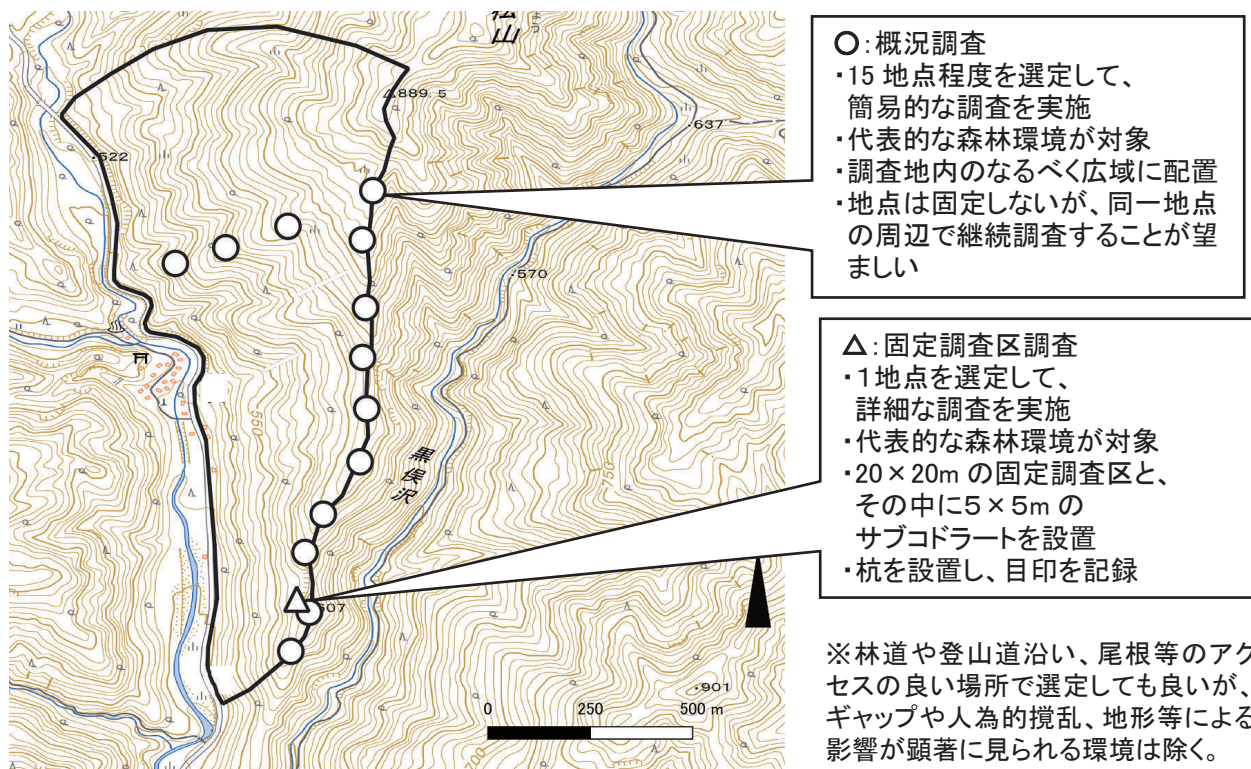 松山
889.5
637
522
570
550
黒俣沢
750
607
901
0 250 500 m
○:概況調査
・15 地点程度を選定して、
簡易的な調査を実施
・代表的な森林環境が対象
・調査地内のなるべく広域に配置
・地点は固定しないが、同一地点
の周辺で継続調査することが望
ましい
△:固定調査区調査
・1地点を選定して、
詳細な調査を実施
・代表的な森林環境が対象
・20×20m の固定調査区と、
その中に5×5m の
サブコドラートを設置
・杭を設置し、目印を記録
※林道や登山道沿い、尾根等のアク
セスの良い場所で選定しても良いが、
ギャップや人為的撹乱、地形等による
影響が顕著に見られる環境は除く。